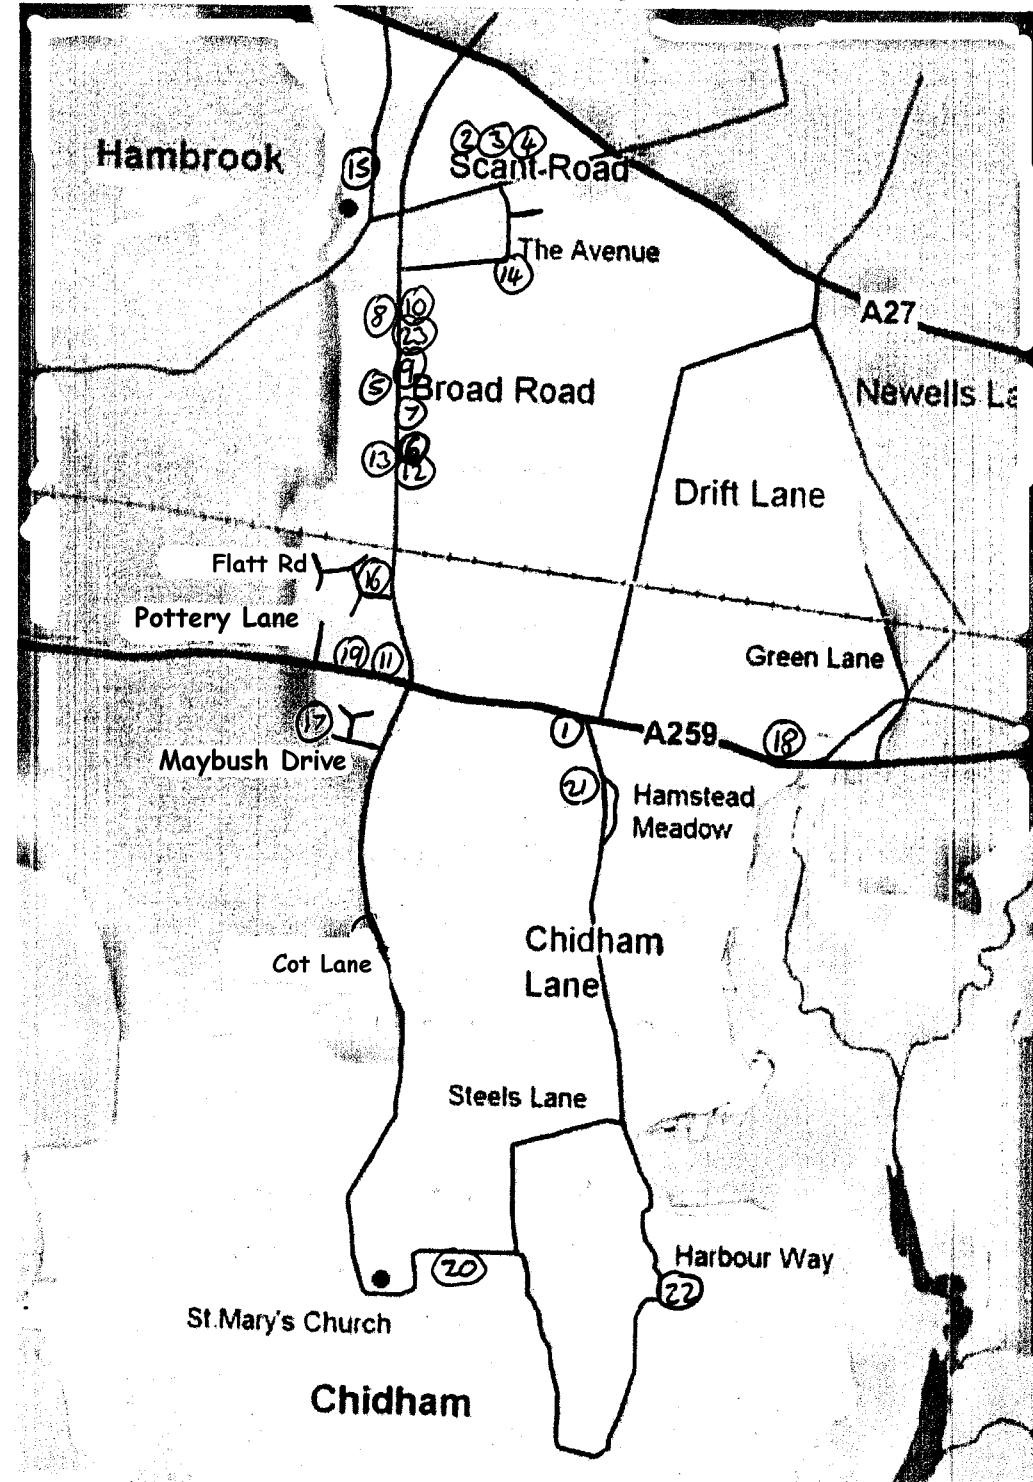 2 3 4
Hambrook
15
Scant Road
The Avenue
14
10
8
23
A27
9
5
Broad Road
Newells La
7
6
13
12
Drift Lane
Flatt Rd
16
Pottery Lane
19 11
Green Lane
17
1
A259
18
Maybush Drive
21
Hamstead
Meadow
Chidham
Lane
Cot Lane
Steels Lane
Harbour Way
20
22
St.Mary's Church
Chidham